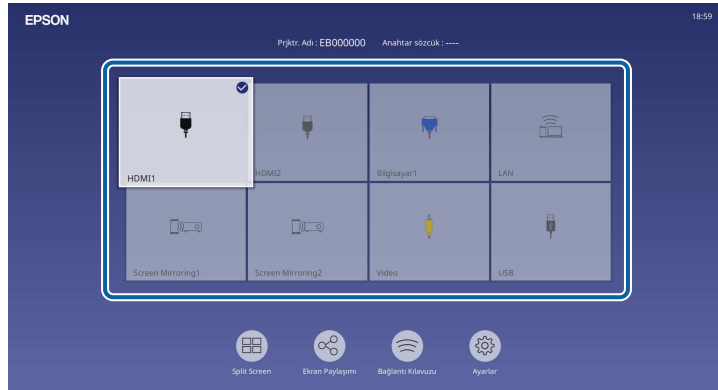 EPSON
18:59
Prjktr. Adı : EB000000 Anahtar sözcük : ----
HDMI1
HDMI2
Bilgisayar1
LAN
Screen Mirroring1
Screen Mirroring2
Video
USB
Split Screen
Ekran Paylaşımı
Bağlantı Kılavuzu
Ayarlar